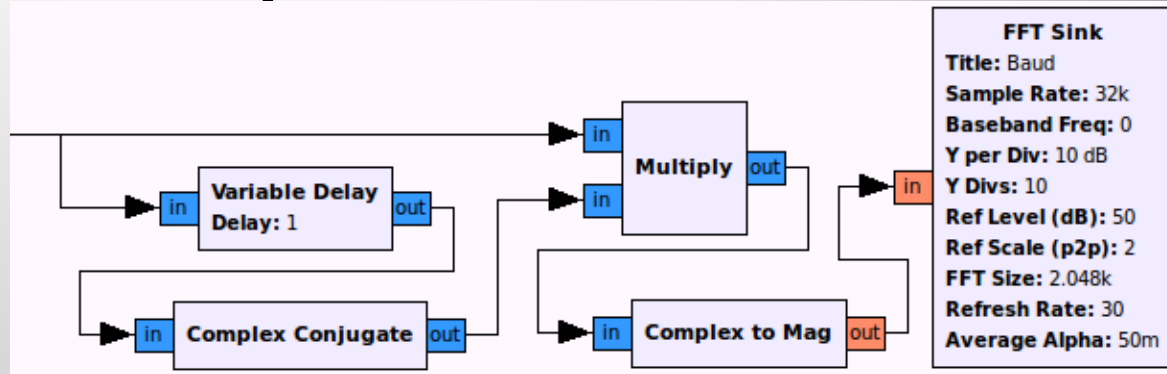 in
Variable Delay
Delay: 1
out
in
Complex Conjugate
out
in
in
Multiply
out
in
Complex to Mag
out
in
FFT Sink
Title: Baud
Sample Rate: 32k
Baseband Freq: 0
Y per Div: 10 dB
Y Divs: 10
Ref Level (dB): 50
Ref Scale (p2p): 2
FFT Size: 2.048k
Refresh Rate: 30
Average Alpha: 50m